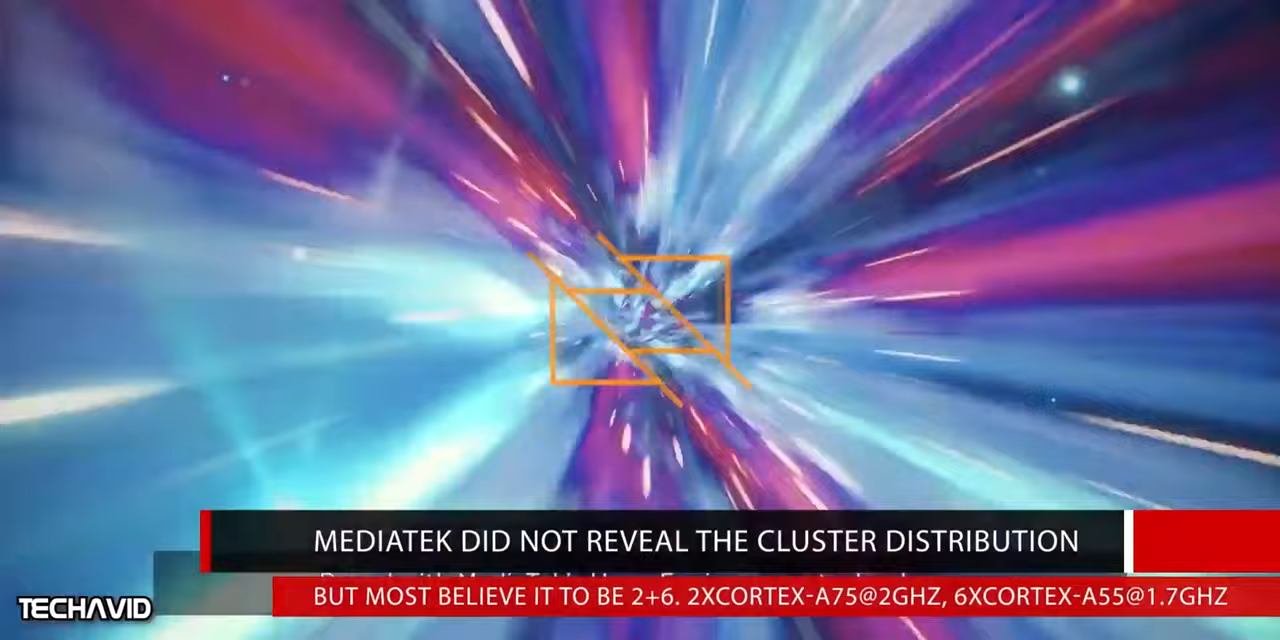 MEDIATEK DID NOT REVEAL THE CLUSTER DISTRIBUTION
BUT MOST BELIEVE IT TO BE 2+6. 2XCORTEX-A75@2GHZ, 6XCORTEX-A55@1.7GHZ
TECHAVID